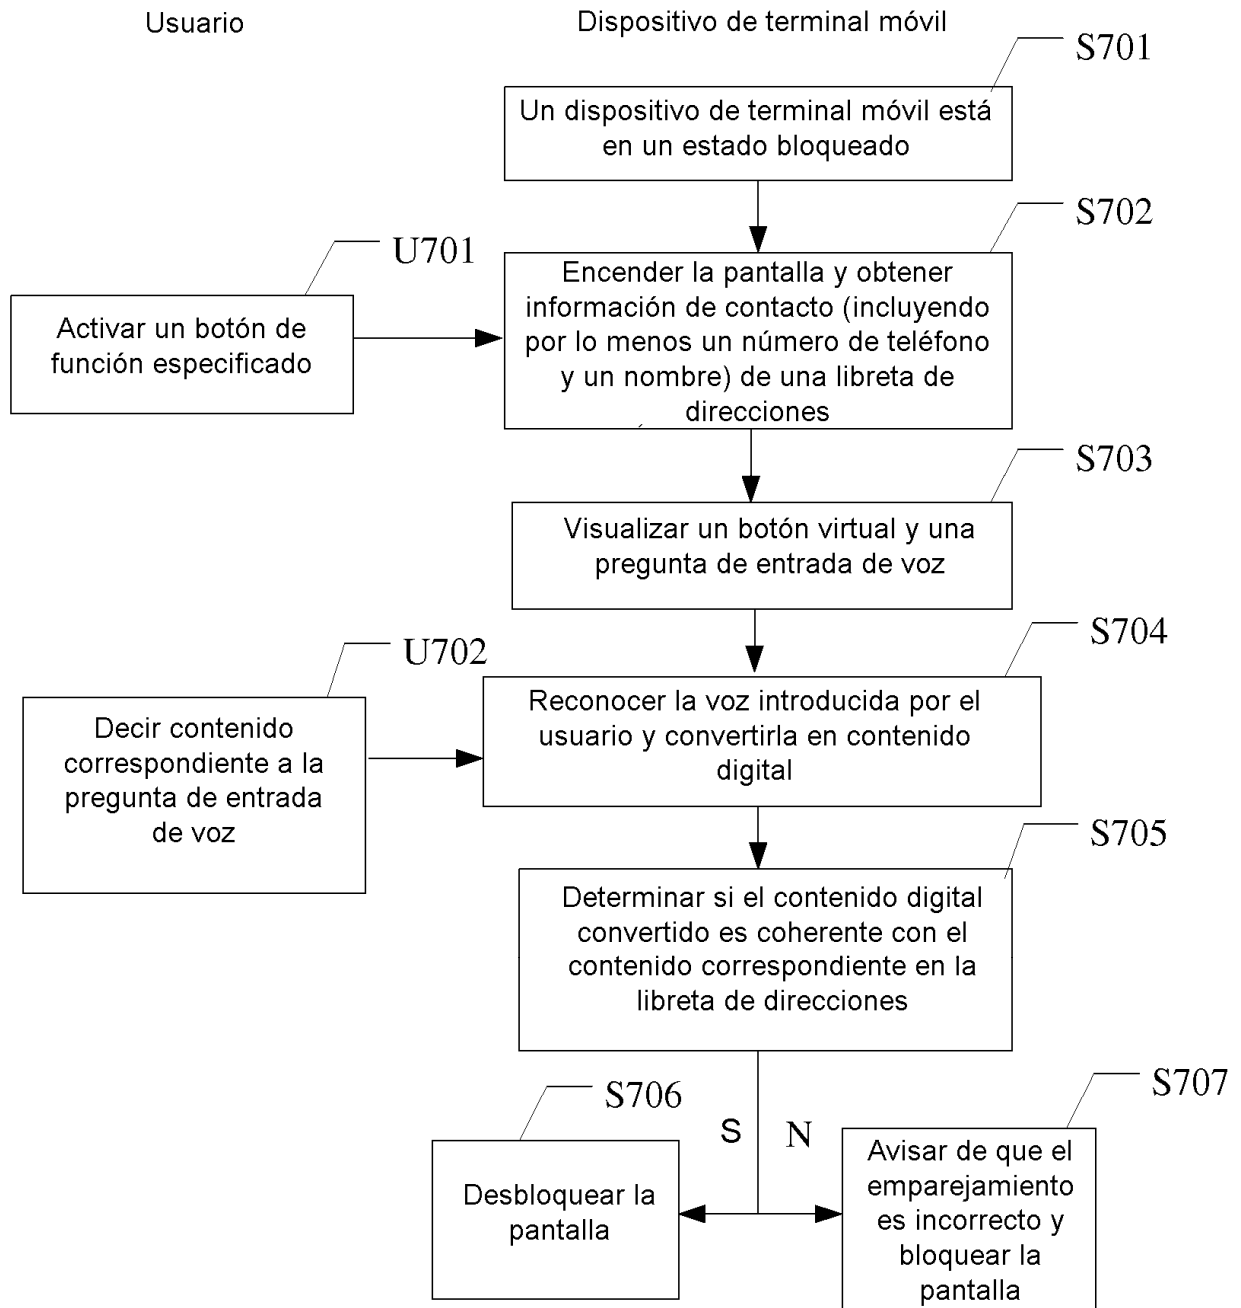 Usuario
Dispositivo de terminal móvil
S701
Un dispositivo de terminal móvil está
en un estado bloqueado
S702
U701
Encender la pantalla y obtener
información de contacto (incluyendo
por lo menos un número de teléfono
y un nombre) de una libreta de
direcciones
Activar un botón de
función especificado
S703
Visualizar un botón virtual y una
pregunta de entrada de voz
S704
U702
Reconocer la voz introducida por el
usuario y convertirla en contenido
digital
Decir contenido
correspondiente a la
pregunta de entrada
de voz
S705
Determinar si el contenido digital
convertido es coherente con el
contenido correspondiente en la
libreta de direcciones
S706
S
N
S707
Desbloquear la
pantalla
Avisar de que el
emparejamiento
es incorrecto y
bloquear la
pantalla